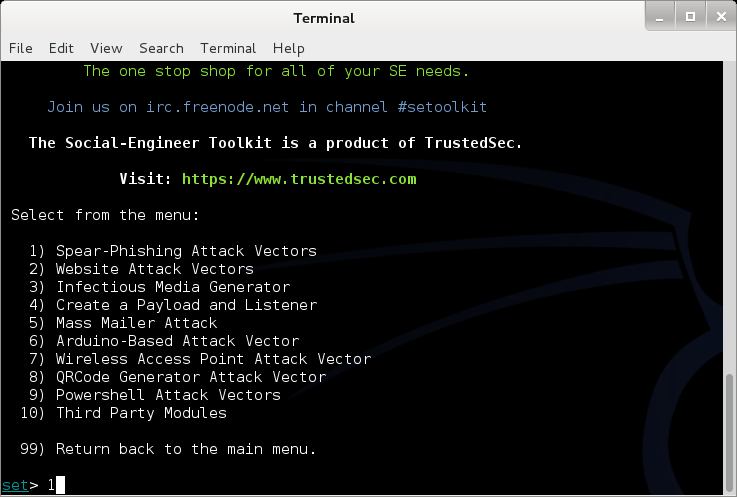 Terminal
File Edit View Search Terminal Help
The one stop shop for all of your SE needs.
Join us on irc.freenode.net in channel #setoolkit
The Social-Engineer Toolkit is a product of TrustedSec.
Visit: https://www.trustedsec.com
Select from the menu:
1) Spear-Phishing Attack Vectors
2) Website Attack Vectors
3) Infectious Media Generator
4) Create a Payload and Listener
5) Mass Mailer Attack
6) Arduino-Based Attack Vector
7) Wireless Access Point Attack Vector
8) QRCode Generator Attack Vector
9) Powershell Attack Vectors
10) Third Party Modules
99) Return back to the main menu.
set> 1